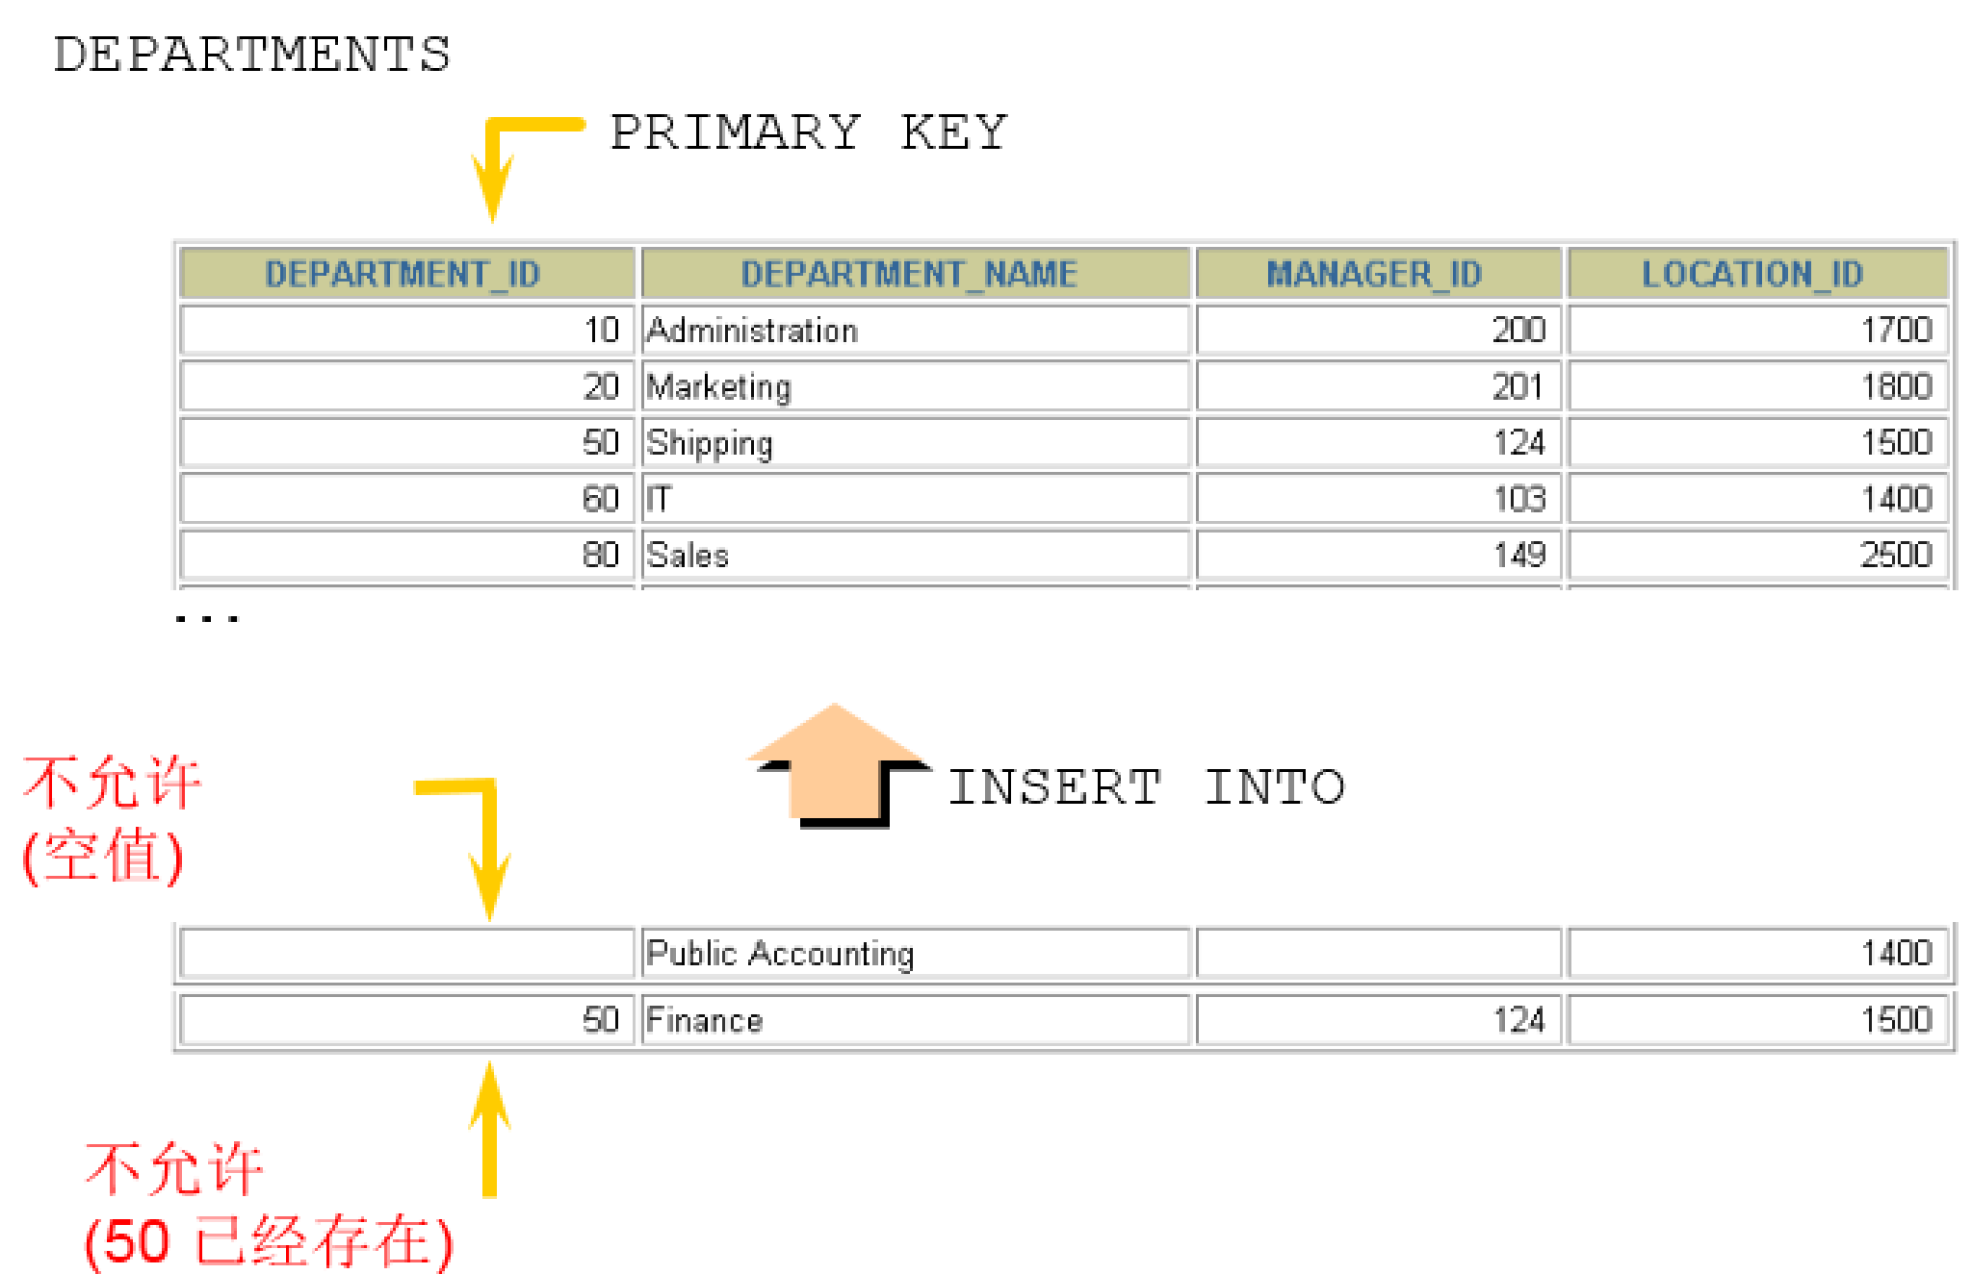 DEPARTMENTS
PRIMARY KEY
DEPARTMENT_ID DEPARTMENT_NAME MANAGER_ID LOCATION_ID
10 Administration 200 1700
20 Marketing 201 1800
50 Shipping 124 1500
60 IT 103 1400
80 Sales 149 2500
...
不允许
(空值)
INSERT INTO
Public Accounting 1400
50 Finance 124 1500
不允许
(50 已经存在)